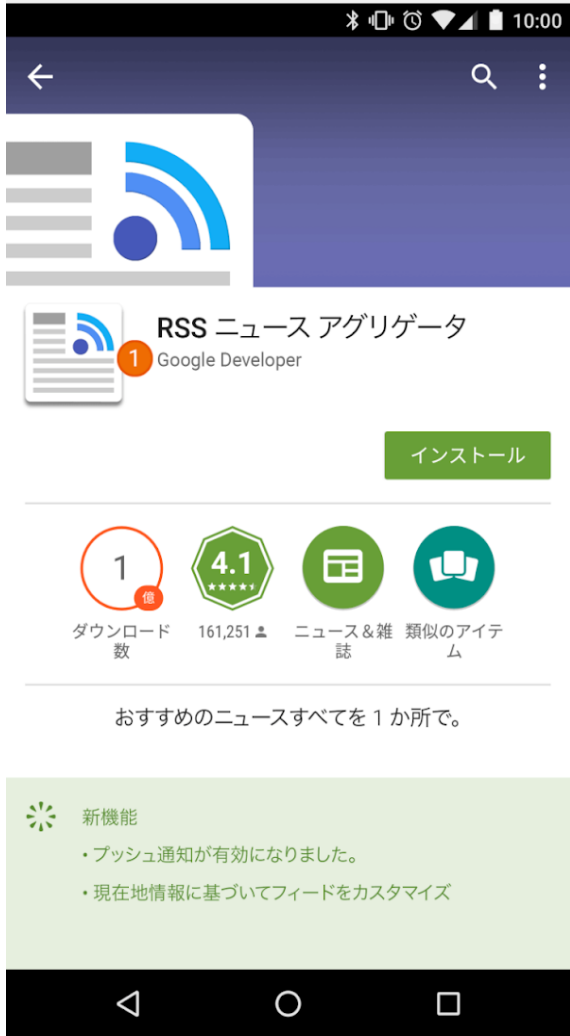 10:00
RSS ニュース アグリゲータ
1
Google Developer
インストール
1
億
4.1
ダウンロード
数
161,251
ニュース&雑
誌
類似のアイテ
ム
おすすめのニュースすべてを 1 か所で。
新機能
・プッシュ通知が有効になりました。
・現在地情報に基づいてフィードをカスタマイズ